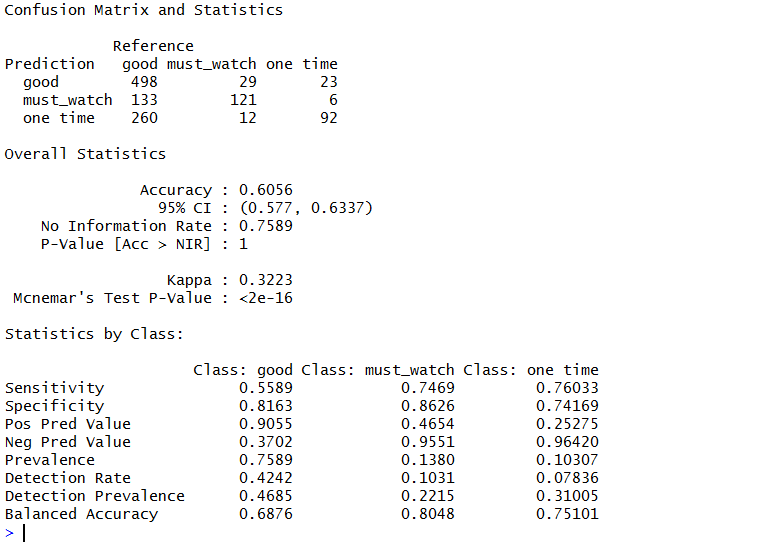 Confusion Matrix and Statistics
Reference
Prediction good must_watch one time
good 498 29 23
must_watch 133 121 6
one time 260 12 92
Overall Statistics
Accuracy : 0.6056
95% CI : (0.577, 0.6337)
No Information Rate : 0.7589
P-Value [Acc > NIR] : 1
Kappa : 0.3223
Mcnemar's Test P-Value : <2e-16
Statistics by Class:
Class: good Class: must_watch Class: one time
Sensitivity 0.5589 0.7469 0.76033
Specificity 0.8163 0.8626 0.74169
Pos Pred Value 0.9055 0.4654 0.25275
Neg Pred Value 0.3702 0.9551 0.96420
Prevalence 0.7589 0.1380 0.10307
Detection Rate 0.4242 0.1031 0.07836
Detection Prevalence 0.4685 0.2215 0.31005
Balanced Accuracy 0.6876 0.8048 0.75101
>